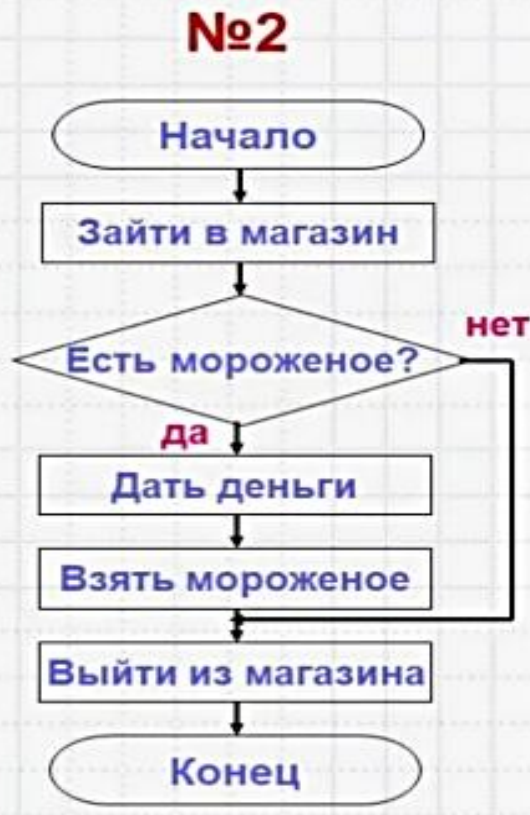 №2
Начало
Зайти в магазин
нет
Есть мороженое?
да
Дать деньги
Взять мороженое
Выйти из магазина
Конец